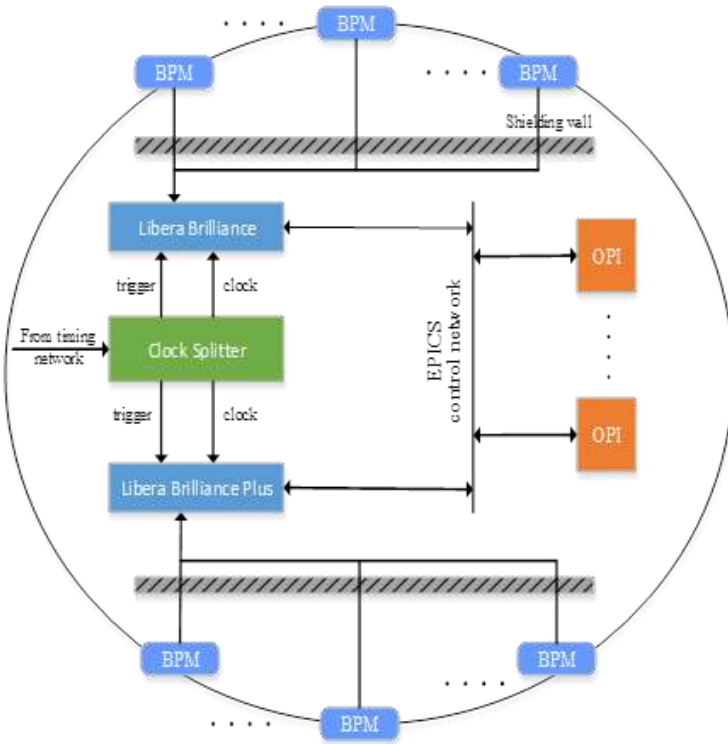 BPM
BPM
BPM
Shielding vall
Libera Brilliance
OPI
trigger
clock
From timing
network
Clock Splitter
EPICS
control network
trigger
clock
OPI
Libera Brilliance Plus
BPM
BPM
BPM